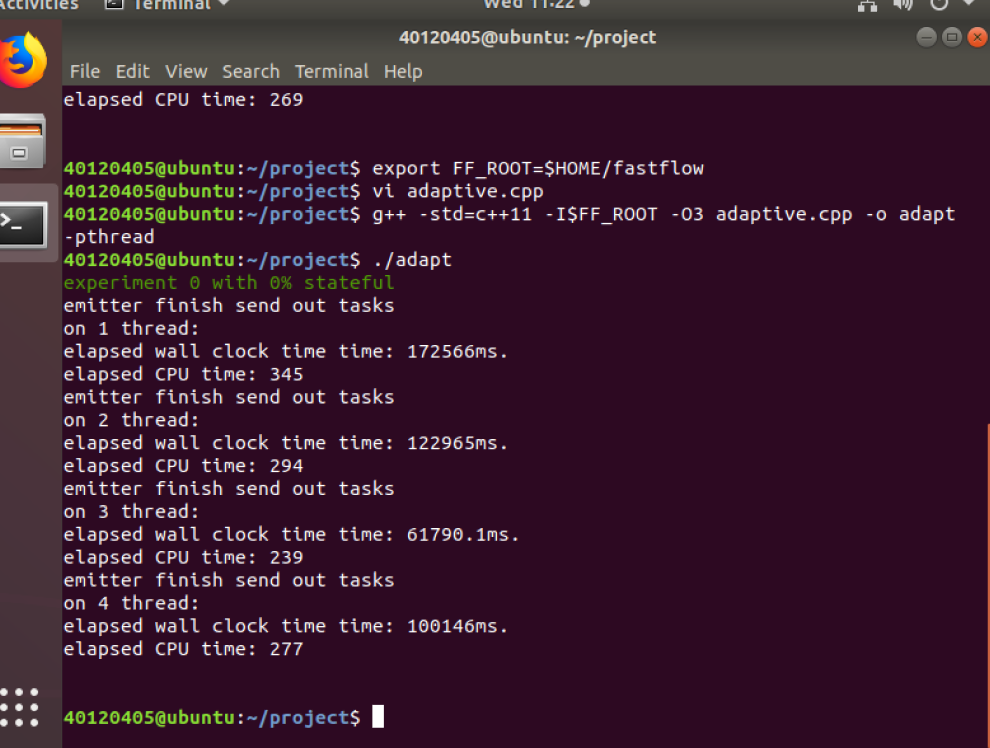 Activities Terminal Wed 11:22
40120405@ubuntu: ~/project
File Edit View Search Terminal Help
elapsed CPU time: 269
40120405@ubuntu:~/project$ export FF_ROOT=$HOME/fastflow
40120405@ubuntu:~/project$ vi adaptive.cpp
40120405@ubuntu:~/project$ g++ -std=c++11 -I$FF_ROOT -O3 adaptive.cpp -o adapt
-pthread
40120405@ubuntu:~/project$ ./adapt
experiment 0 with 0% stateful
emitter finish send out tasks
on 1 thread:
elapsed wall clock time time: 172566ms.
elapsed CPU time: 345
emitter finish send out tasks
on 2 thread:
elapsed wall clock time time: 122965ms.
elapsed CPU time: 294
emitter finish send out tasks
on 3 thread:
elapsed wall clock time time: 61790.1ms.
elapsed CPU time: 239
emitter finish send out tasks
on 4 thread:
elapsed wall clock time time: 100146ms.
elapsed CPU time: 277
40120405@ubuntu:~/project$